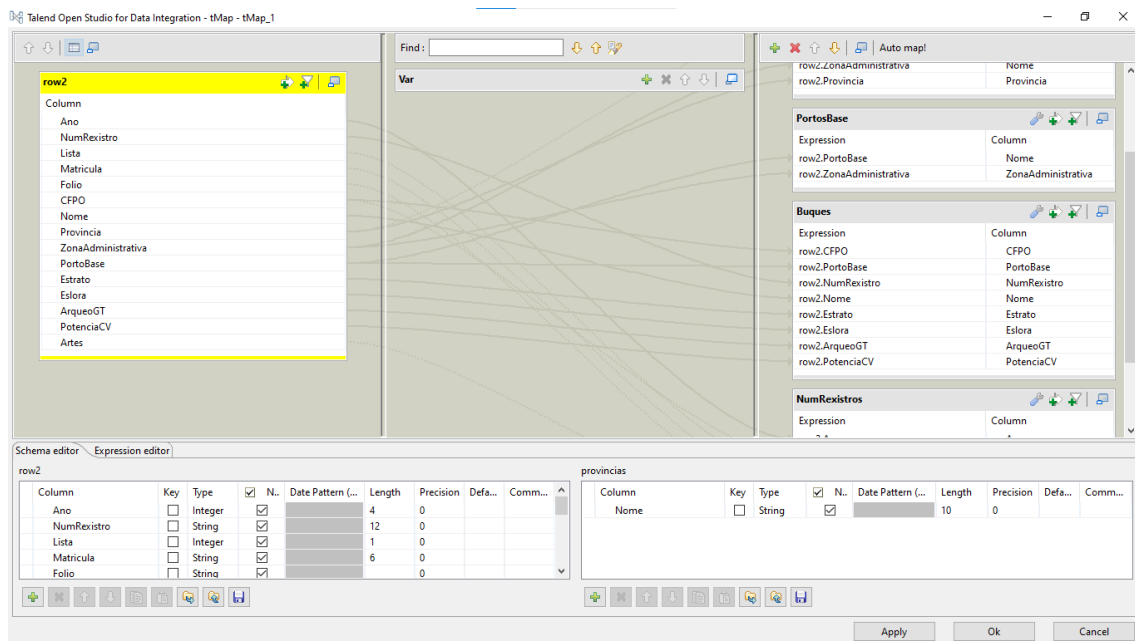 Talend Open Studio for Data Integration - tMap - tMap_1
Find :
Auto map!
row2
Column
Ano
NumRexistro
Lista
Matricula
Folio
CFPO
Nome
Provincia
ZonaAdministrativa
PortoBase
Estrato
Eslora
ArqueoGT
PotenciaCV
Artes
Var
row2.ZonaAdministrativa Nome
row2.Provincia Provincia
PortosBase
Expression Column
row2.PortoBase Nome
row2.ZonaAdministrativa ZonaAdministrativa
Buques
Expression Column
row2.CFPO CFPO
row2.PortoBase PortoBase
row2.NumRexistro NumRexistro
row2.Nome Nome
row2.Estrato Estrato
row2.Eslora Eslora
row2.ArqueoGT ArqueoGT
row2.PotenciaCV PotenciaCV
NumRexistros
Expression Column
Schema editor Expression editor
row2
Column Key Type N.. Date Pattern (... Length Precision Defa... Comm...
Ano Integer 4 0
NumRexistro String 12 0
Lista Integer 1 0
Matricula String 6 0
Folio String 0
provincias
Column Key Type N.. Date Pattern (... Length Precision Defa... Comm...
Nome String 10 0
Apply Ok Cancel